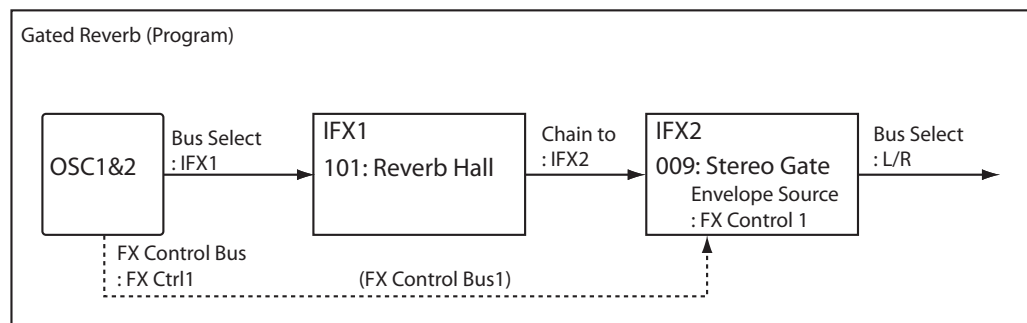 Gated Reverb (Program)
OSC1&2
Bus Select
: IFX1
IFX1
101: Reverb Hall
Chain to
: IFX2
IFX2
009: Stereo Gate
Envelope Source
: FX Control 1
Bus Select
: L/R
FX Control Bus
: FX Ctrl1
(FX Control Bus1)